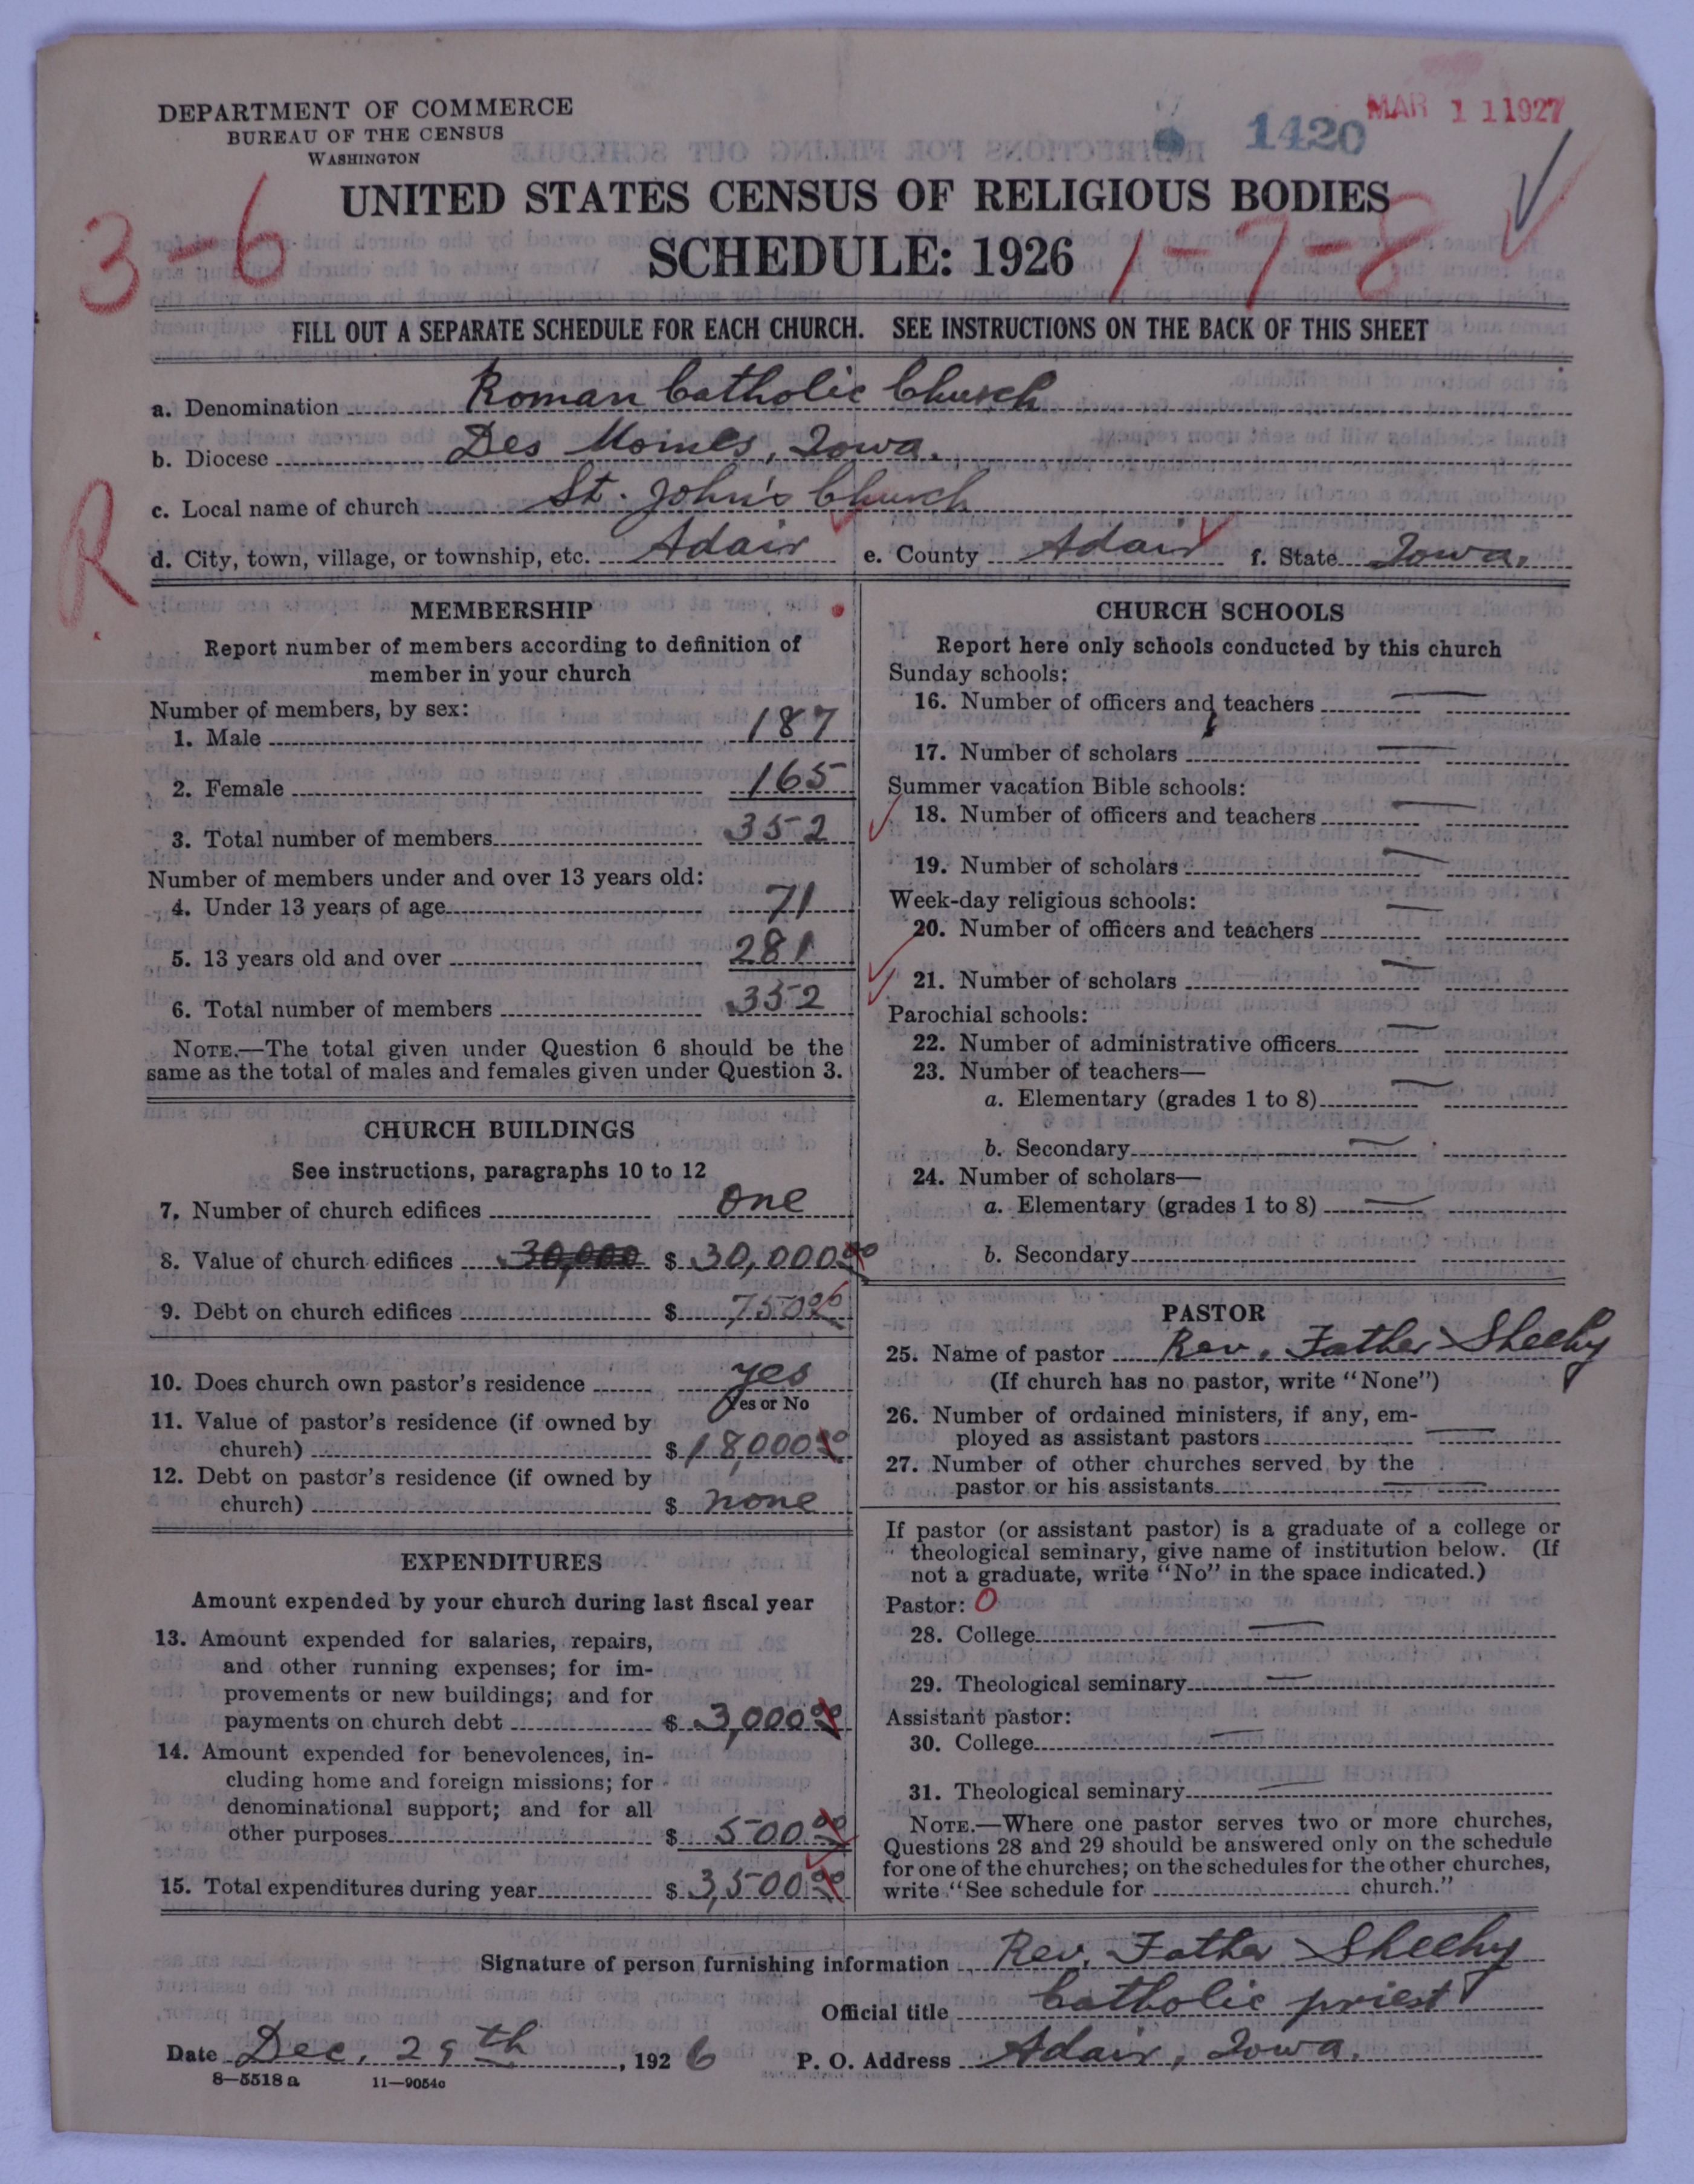 DEPARTMENT OF COMMERCE
BUREAU OF THE CENSUS
WASHINGTON
1420
MAR 1 1 1927
UNITED STATES CENSUS OF RELIGIOUS BODIES
3-6
SCHEDULE: 1926
1-7-8
FILL OUT A SEPARATE SCHEDULE FOR EACH CHURCH. SEE INSTRUCTIONS ON THE BACK OF THIS SHEET
a. Denomination Roman Catholic Church
b. Diocese Des Moines, Iowa.
c. Local name of church St. John's Church
R
d. City, town, village, or township, etc. Adair e. County Adair f. State Iowa.
MEMBERSHIP
Report number of members according to definition of
member in your church
Number of members, by sex:
1. Male 187
2. Female 165
3. Total number of members 352
Number of members under and over 13 years old:
4. Under 13 years of age 71
5. 13 years old and over 281
6. Total number of members 352
NOTE.—The total given under Question 6 should be the
same as the total of males and females given under Question 3.
CHURCH BUILDINGS
See instructions, paragraphs 10 to 12
7. Number of church edifices one
8. Value of church edifices 30,000 $ 30,000 00
9. Debt on church edifices $ 750 00
10. Does church own pastor's residence yes
Yes or No
11. Value of pastor's residence (if owned by
church) $ 18,000 00
12. Debt on pastor's residence (if owned by
church) $ none
EXPENDITURES
Amount expended by your church during last fiscal year
13. Amount expended for salaries, repairs,
and other running expenses; for im-
provements or new buildings; and for
payments on church debt $ 3,000 00
14. Amount expended for benevolences, in-
cluding home and foreign missions; for
denominational support; and for all
other purposes $ 500 00
15. Total expenditures during year $ 3,500 00
CHURCH SCHOOLS
Report here only schools conducted by this church
Sunday schools:
16. Number of officers and teachers —
17. Number of scholars —
Summer vacation Bible schools:
18. Number of officers and teachers —
19. Number of scholars —
Week-day religious schools:
20. Number of officers and teachers —
21. Number of scholars —
Parochial schools:
22. Number of administrative officers —
23. Number of teachers—
a. Elementary (grades 1 to 8) —
b. Secondary —
24. Number of scholars—
a. Elementary (grades 1 to 8) —
b. Secondary
PASTOR
25. Name of pastor Rev. Father Sheehy
(If church has no pastor, write "None")
26. Number of ordained ministers, if any, em-
ployed as assistant pastors —
27. Number of other churches served by the
pastor or his assistants — —
If pastor (or assistant pastor) is a graduate of a college or
theological seminary, give name of institution below. (If
not a graduate, write "No" in the space indicated.)
Pastor: 0
28. College —
29. Theological seminary —
Assistant pastor:
30. College —
31. Theological seminary —
NOTE.—Where one pastor serves two or more churches,
Questions 28 and 29 should be answered only on the schedule
for one of the churches; on the schedules for the other churches,
write "See schedule for church."
Signature of person furnishing information Rev. Father Sheehy
Official title Catholic priest
Date Dec. 29th, 1926 P. O. Address Adair, Iowa.
8—5518 a 11—9054c